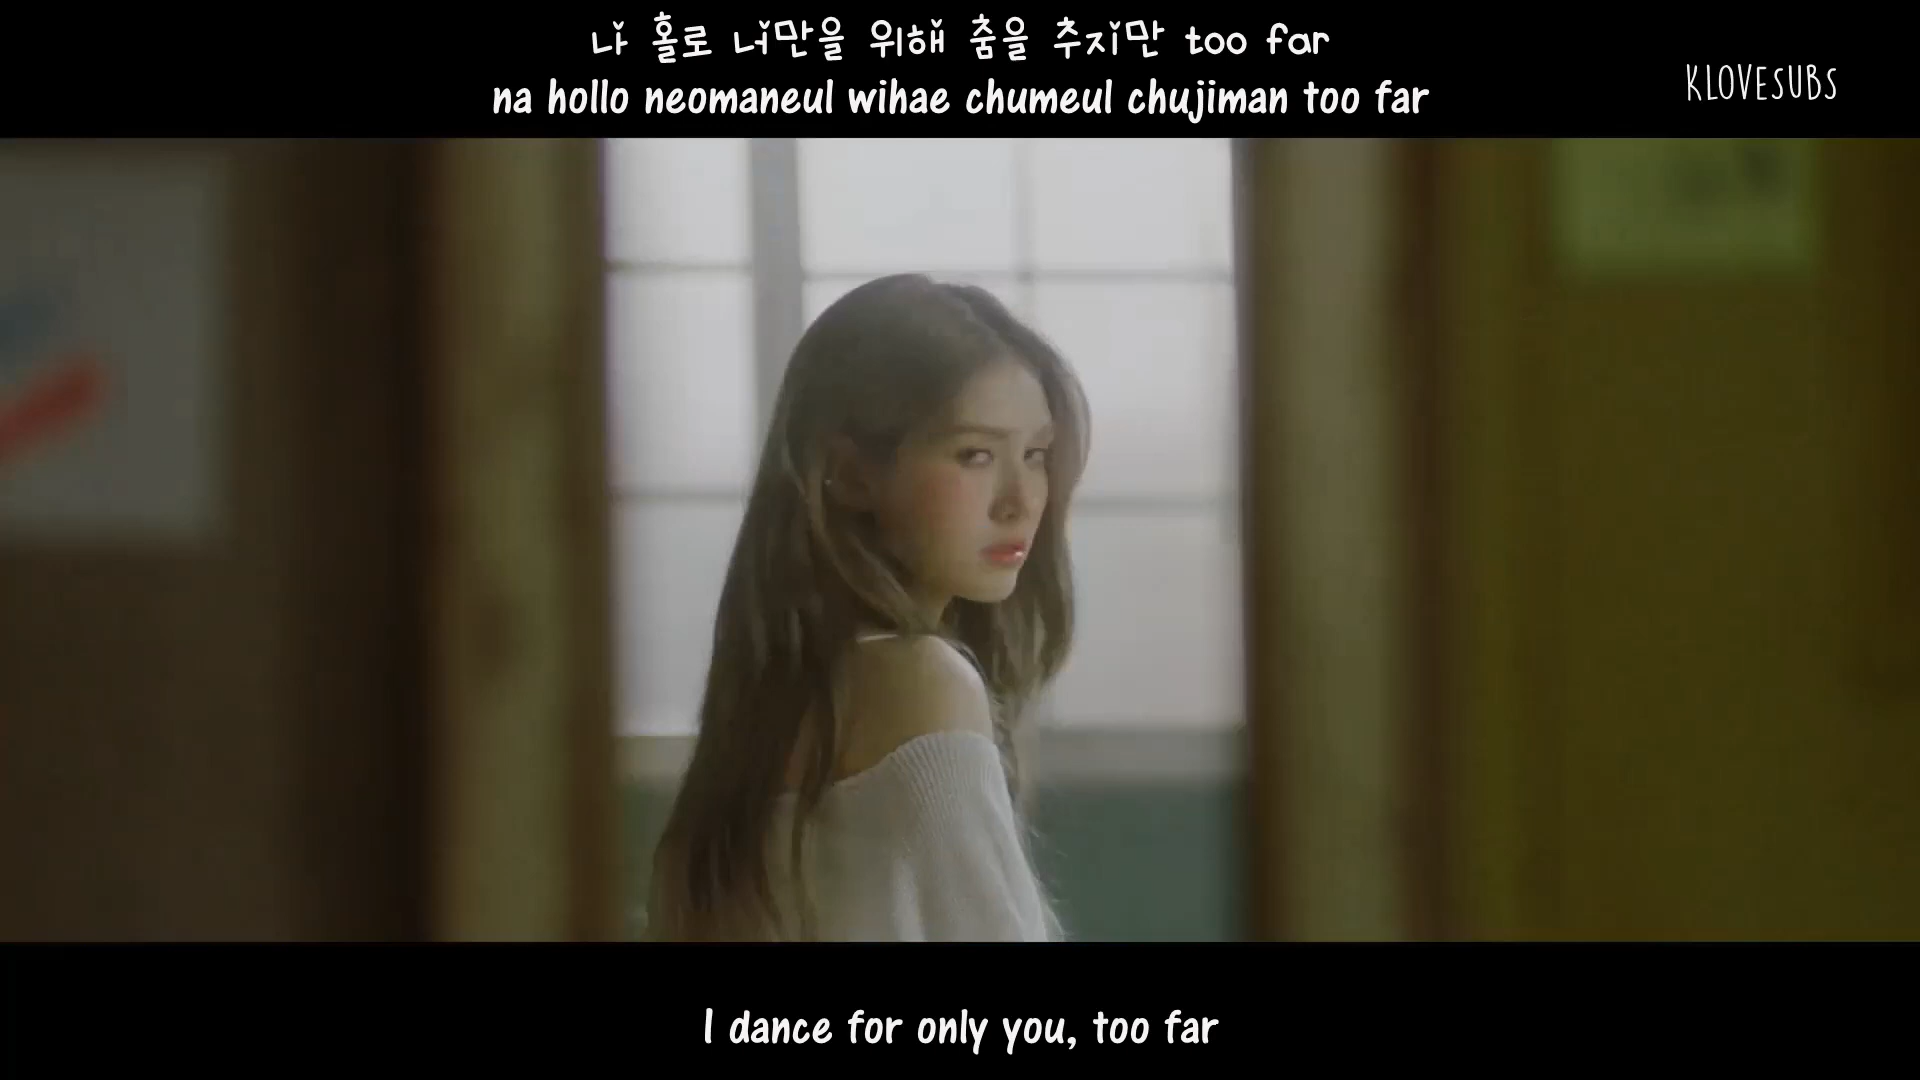 나 홀로 너만을 위해 춤을 추지만 too far
na hollo neomaneul wihae chumeul chujiman too far
KLOVESUBS
I dance for only you, too far